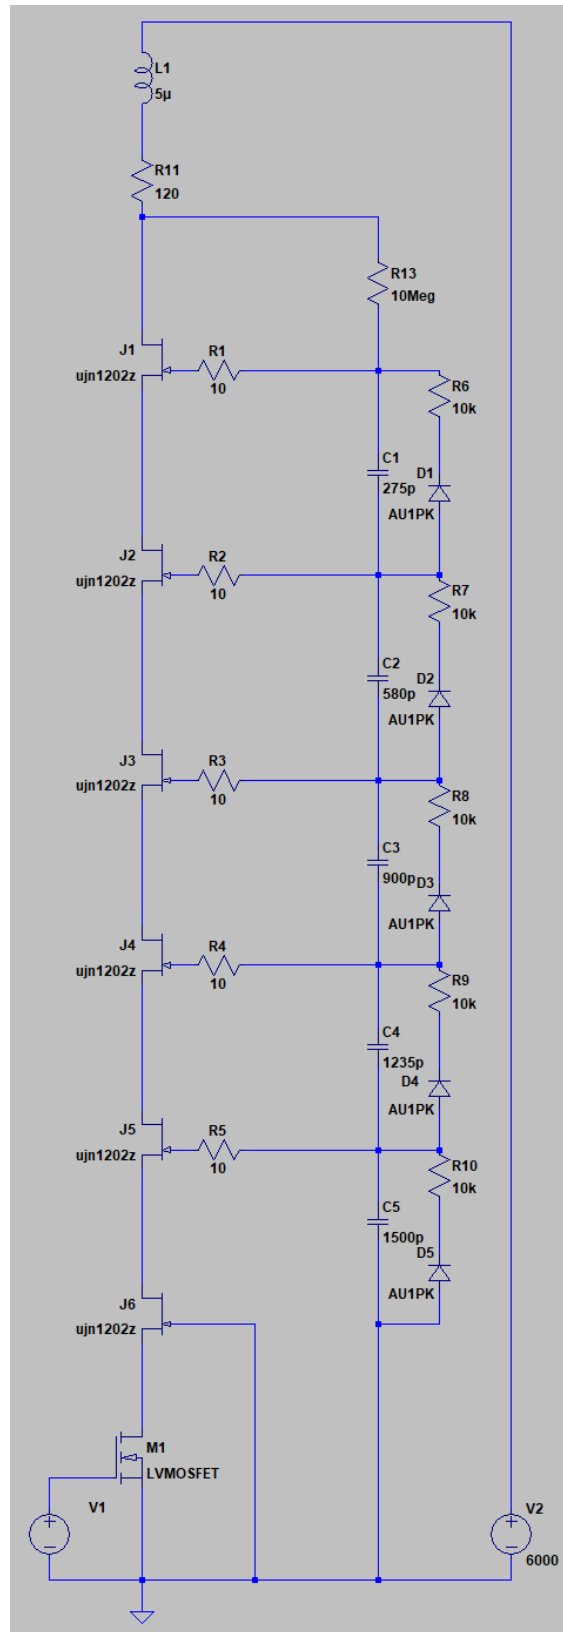 L1
5µ
R11
120
R13
10Meg
J1
ujn1202z
R1
10
R6
10k
C1
275p
D1
AU1PK
J2
ujn1202z
R2
10
R7
10k
C2
580p
D2
AU1PK
J3
ujn1202z
R3
10
R8
10k
C3
900p
D3
AU1PK
J4
ujn1202z
R4
10
R9
10k
C4
1235p
D4
AU1PK
J5
ujn1202z
R5
10
R10
10k
C5
1500p
D5
AU1PK
J6
ujn1202z
M1
LVMOSFET
V1
V2
6000